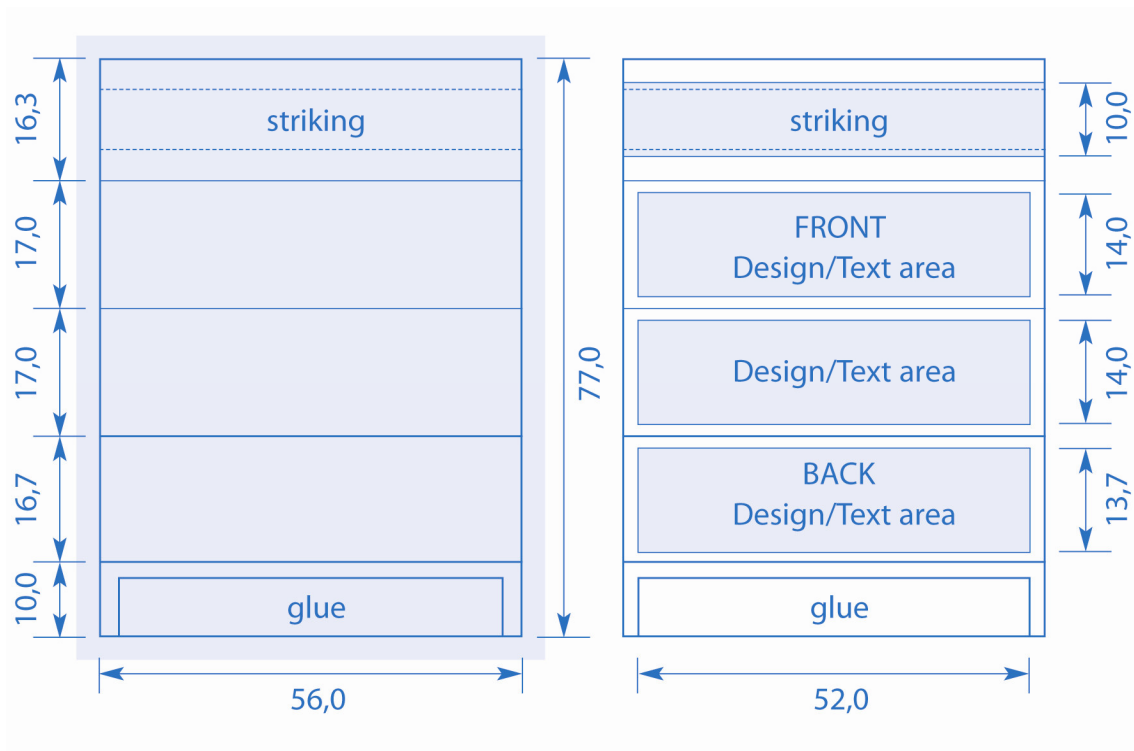 striking
16,3
17,0
17,0
16,7
10,0
glue
56,0
77,0
striking
10,0
FRONT
Design/Text area
14,0
Design/Text area
14,0
BACK
Design/Text area
13,7
glue
52,0